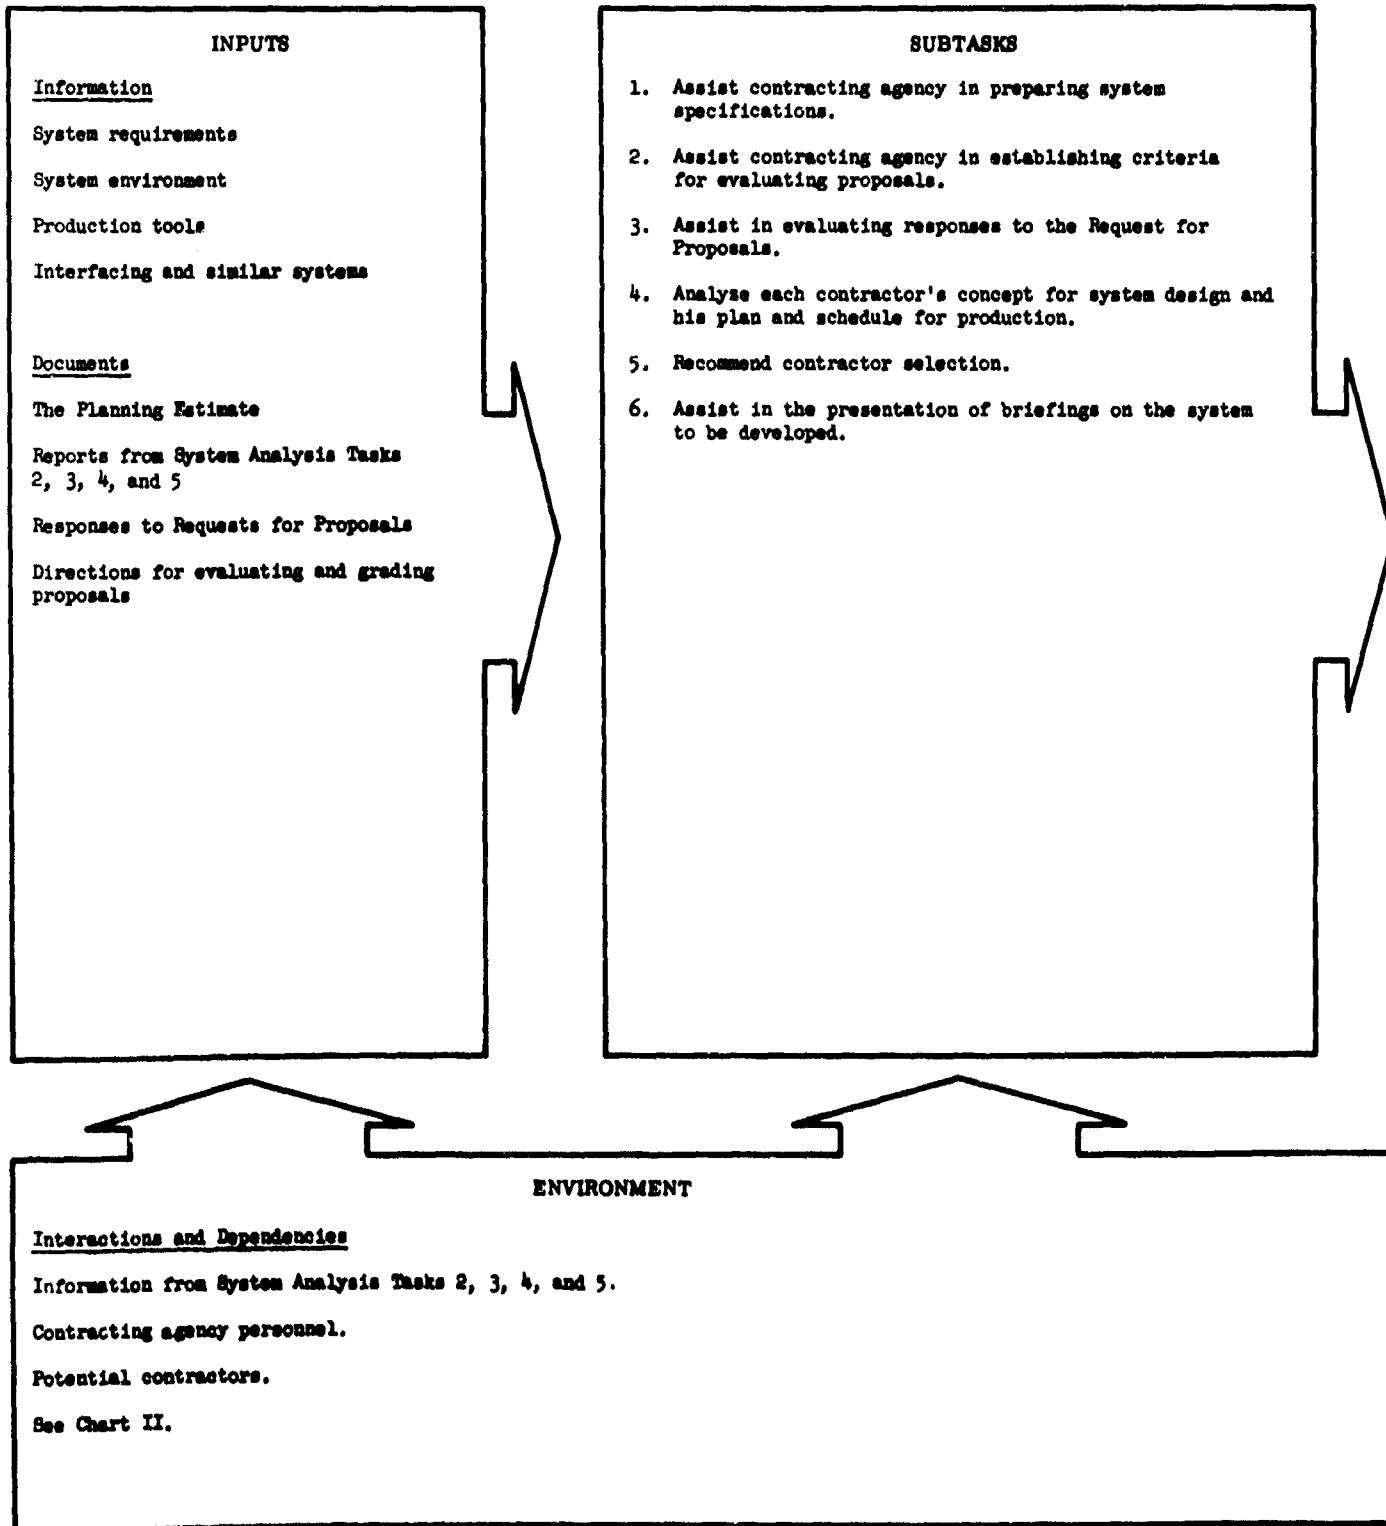 INPUTS
Information
System requirements
System environment
Production tools
Interfacing and similar systems
Documents
The Planning Estimate
Reports from System Analysis Tasks
2, 3, 4, and 5
Responses to Requests for Proposals
Directions for evaluating and grading
proposals
SUBTASKS
1. Assist contracting agency in preparing system
specifications.
2. Assist contracting agency in establishing criteria
for evaluating proposals.
3. Assist in evaluating responses to the Request for
Proposals.
4. Analyze each contractor's concept for system design and
his plan and schedule for production.
5. Recommend contractor selection.
6. Assist in the presentation of briefings on the system
to be developed.
ENVIRONMENT
Interactions and Dependencies
Information from System Analysis Tasks 2, 3, 4, and 5.
Contracting agency personnel.
Potential contractors.
See Chart II.